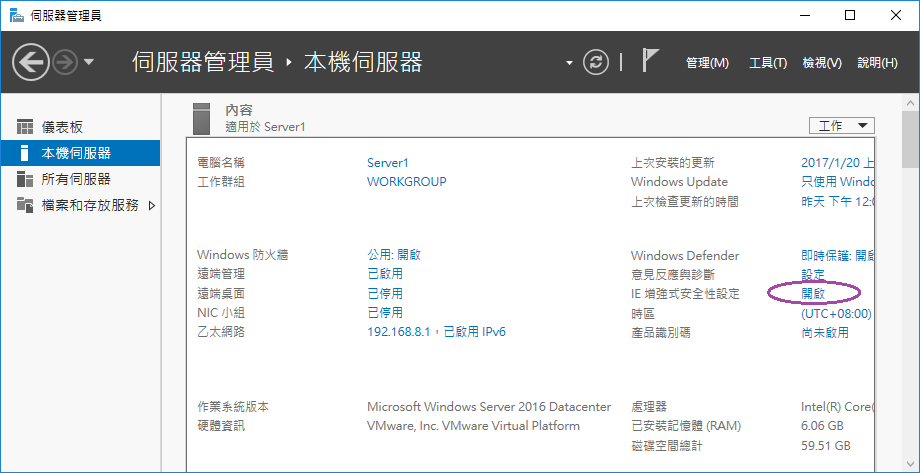 伺服器管理員
伺服器管理員 ‣ 本機伺服器
管理(M) 工具(T) 檢視(V) 說明(H)
儀表板
本機伺服器
所有伺服器
檔案和存放服務
內容
適用於 Server1
工作
電腦名稱 Server1 上次安裝的更新 2017/1/20 上
工作群組 WORKGROUP Windows Update 只使用 Windo
上次檢查更新的時間 昨天 下午 12:0
Windows 防火牆 公用: 開啟 Windows Defender 即時保護: 開啟
遠端管理 已啟用 意見反應與診斷 設定
遠端桌面 已停用 IE 增強式安全性設定 開啟
NIC 小組 已停用 時區 (UTC+08:00)
乙太網路 192.168.8.1，已啟用 IPv6 產品識別碼 尚未啟用
作業系統版本 Microsoft Windows Server 2016 Datacenter 處理器 Intel(R) Core(
硬體資訊 VMware, Inc. VMware Virtual Platform 已安裝記憶體 (RAM) 6.06 GB
磁碟空間總計 59.51 GB